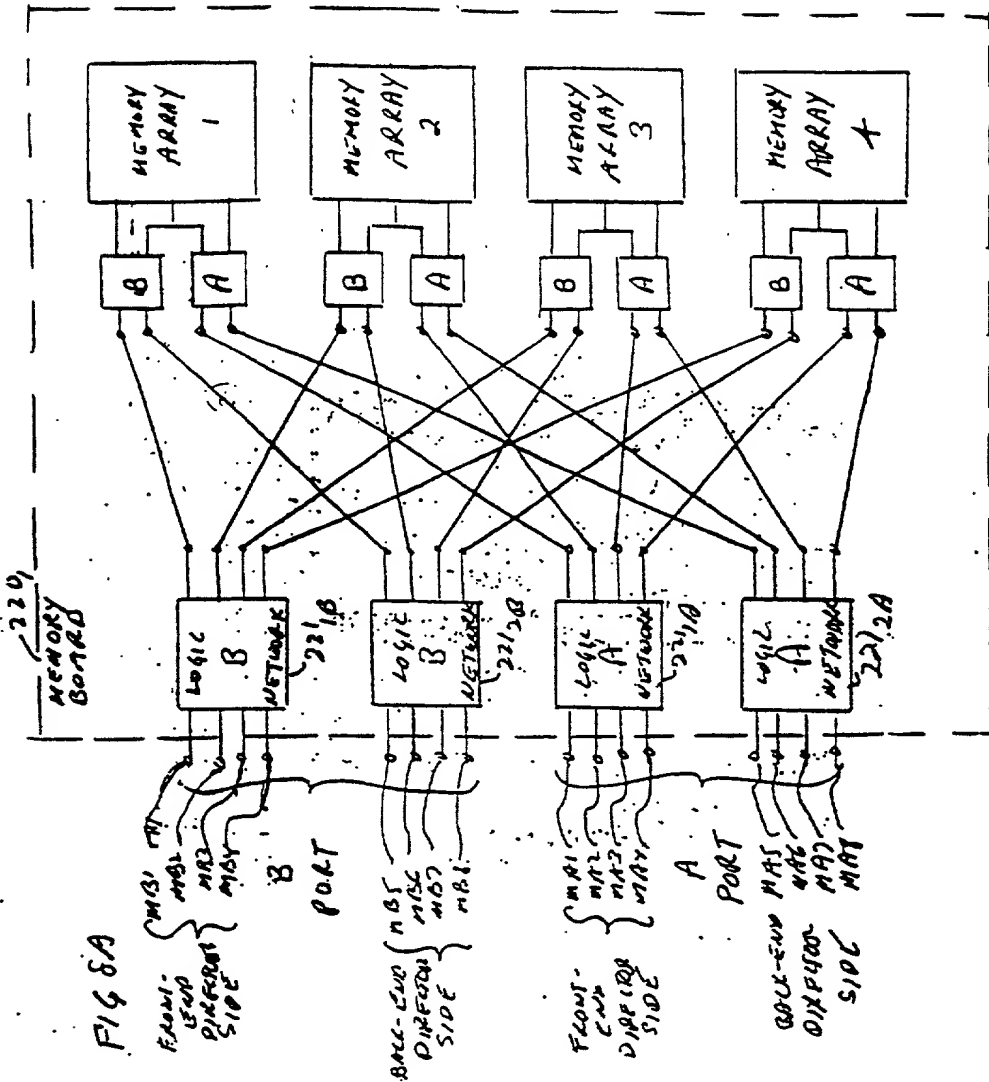 FIG 8A
220,
MEMORY
BOARD
MEMORY
ARRAY
1
MEMORY
ARRAY
2
MEMORY
ARRAY
3
MEMORY
ARRAY
4
B
A
B
A
B
A
B
A
LOGIC
B
NETWORK
221,B
LOGIC
B
NETWORK
221,2B
LOGIC
A
NETWORK
221,A
LOGIC
A
NETWORK
221,2A
MB1
MB2
MB3
MB4
FRONT-
END
DIRECTOR
SIDE
B
PORT
MB5
MB6
MB7
MB8
BACK-END
DIRECTOR
SIDE
MA1
MA2
MA3
MA4
FRONT-
END
DIRECTOR
SIDE
A
PORT
MA5
MA6
MA7
MA8
BACK-END
DIRECTOR
SIDE